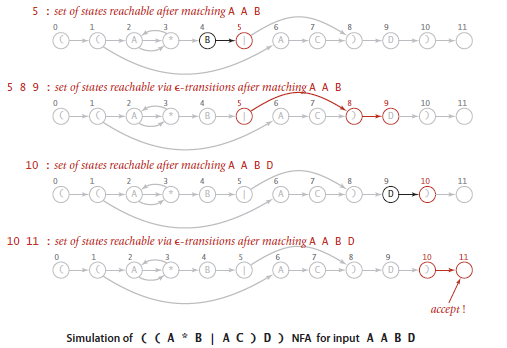 5 : set of states reachable after matching A A B
0 1 2 3 4 5 6 7 8 9 10 11
( ( A * B | A C ) D )
5 8 9 : set of states reachable via ϵ-transitions after matching A A B
0 1 2 3 4 5 6 7 8 9 10 11
( ( A * B | A C ) D )
10 : set of states reachable after matching A A B D
0 1 2 3 4 5 6 7 8 9 10 11
( ( A * B | A C ) D )
10 11 : set of states reachable via ϵ-transitions after matching A A B D
0 1 2 3 4 5 6 7 8 9 10 11
( ( A * B | A C ) D )
accept !
Simulation of ( ( A * B | A C ) D ) NFA for input A A B D